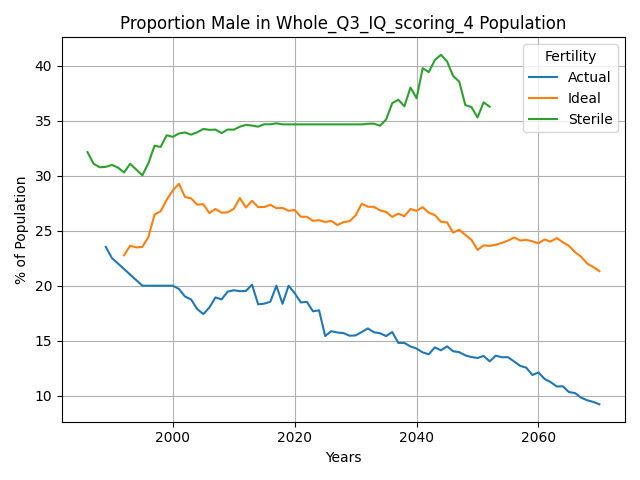 Proportion Male in Whole_Q3_IQ_scoring_4 Population
Fertility
Actual
Ideal
Sterile
% of Population
40
35
30
25
20
15
10
2000
2020
2040
2060
Years